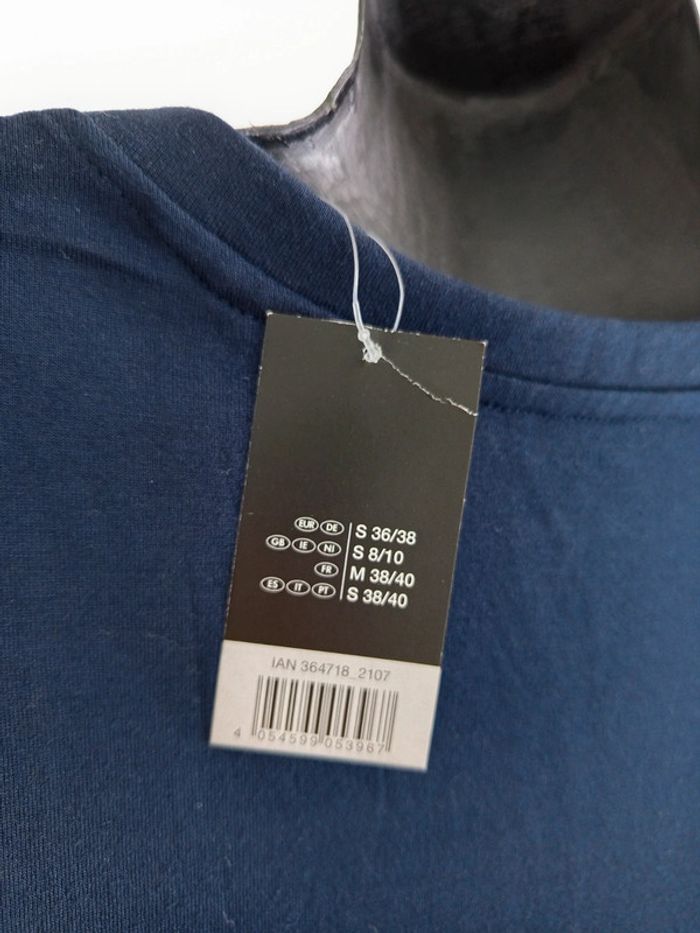 EUR DE S 36/38
GB IE NI S 8/10
FR M 38/40
ES IT PT S 38/40
IAN 364718_2107
4 054599 053967